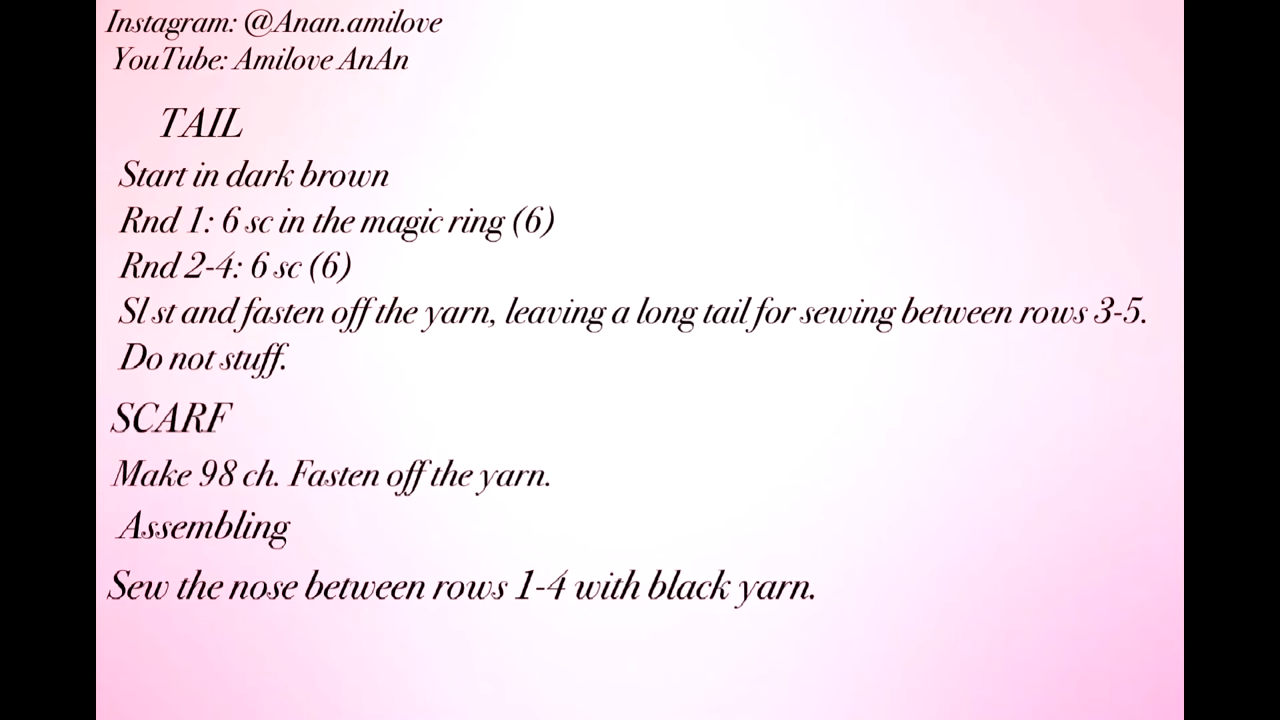 Instagram: @Anan.amilove
YouTube: Amilove AnAn
TAIL
Start in dark brown
Rnd 1: 6 sc in the magic ring (6)
Rnd 2-4: 6 sc (6)
Sl st and fasten off the yarn, leaving a long tail for sewing between rows 3-5.
Do not stuff.
SCARF
Make 98 ch. Fasten off the yarn.
Assembling
Sew the nose between rows 1-4 with black yarn.